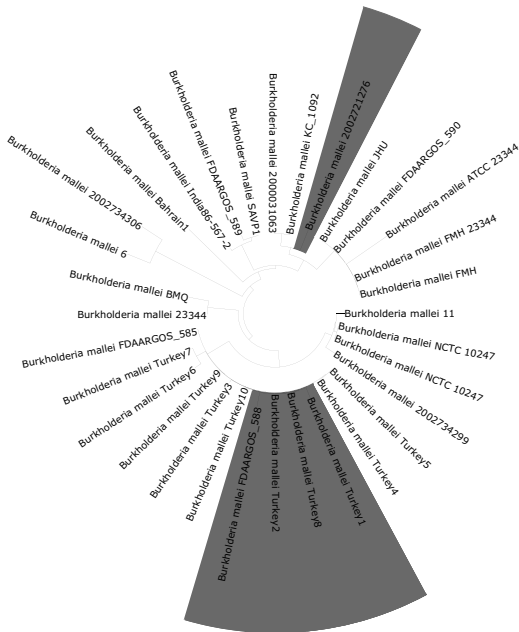 Burkholderia mallei 2002721276
Burkholderia mallei JHU
Burkholderia mallei FDAARGOS_590
Burkholderia mallei ATCC 23344
Burkholderia mallei FMH 23344
Burkholderia mallei FMH
Burkholderia mallei 11
Burkholderia mallei NCTC 10247
Burkholderia mallei NCTC 10247
Burkholderia mallei 2002734299
Burkholderia mallei Turkey5
Burkholderia mallei Turkey4
Burkholderia mallei Turkey1
Burkholderia mallei Turkey8
Burkholderia mallei Turkey2
Burkholderia mallei FDAARGOS_588
Burkholderia mallei Turkey10
Burkholderia mallei Turkey3
Burkholderia mallei Turkey9
Burkholderia mallei Turkey6
Burkholderia mallei Turkey7
Burkholderia mallei FDAARGOS_585
Burkholderia mallei 23344
Burkholderia mallei BMQ
Burkholderia mallei 6
Burkholderia mallei 2002734306
Burkholderia mallei Bahrain1
Burkholderia mallei India86-567-2
Burkholderia mallei FDAARGOS_589
Burkholderia mallei SAVP1
Burkholderia mallei 2000031063
Burkholderia mallei KC_1092